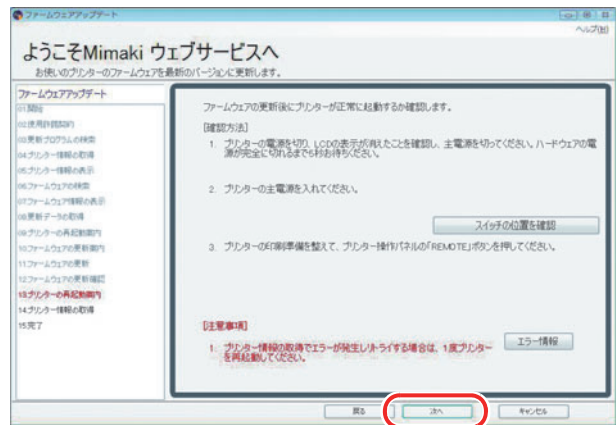 ファームウェアアップデート
ヘルプ(H)
ようこそMimaki ウェブサービスへ
お使いのプリンターのファームウェアを最新のバージョンに更新します。
ファームウェアアップデート
01.開始
02.使用許諾契約
03.更新プログラムの検索
04.プリンター情報の取得
05.プリンター情報の表示
06.ファームウェアの検索
07.ファームウェア情報の表示
08.更新データの取得
09.プリンターの再起動案内
10.ファームウェアの更新案内
11.ファームウェアの更新
12.ファームウェアの更新確認
13.プリンターの再起動案内
14.プリンター情報の取得
15.完了
ファームウェアの更新後にプリンターが正常に起動するか確認します。
[確認方法]
1. プリンターの電源を切り、LCDの表示が消えたことを確認し、主電源を切ってください。ハードウェアの電
源が完全に切れるまで6秒お待ちください。
2. プリンターの主電源を入れてください。
スイッチの位置を確認
3. プリンターの印刷準備を整えて、プリンター操作パネルの「REMOTE」ボタンを押してください。
[注意事項]
1. プリンター情報の取得でエラーが発生しリトライする場合は、1度プリンター
を再起動してください。
エラー情報
戻る
次へ
キャンセル